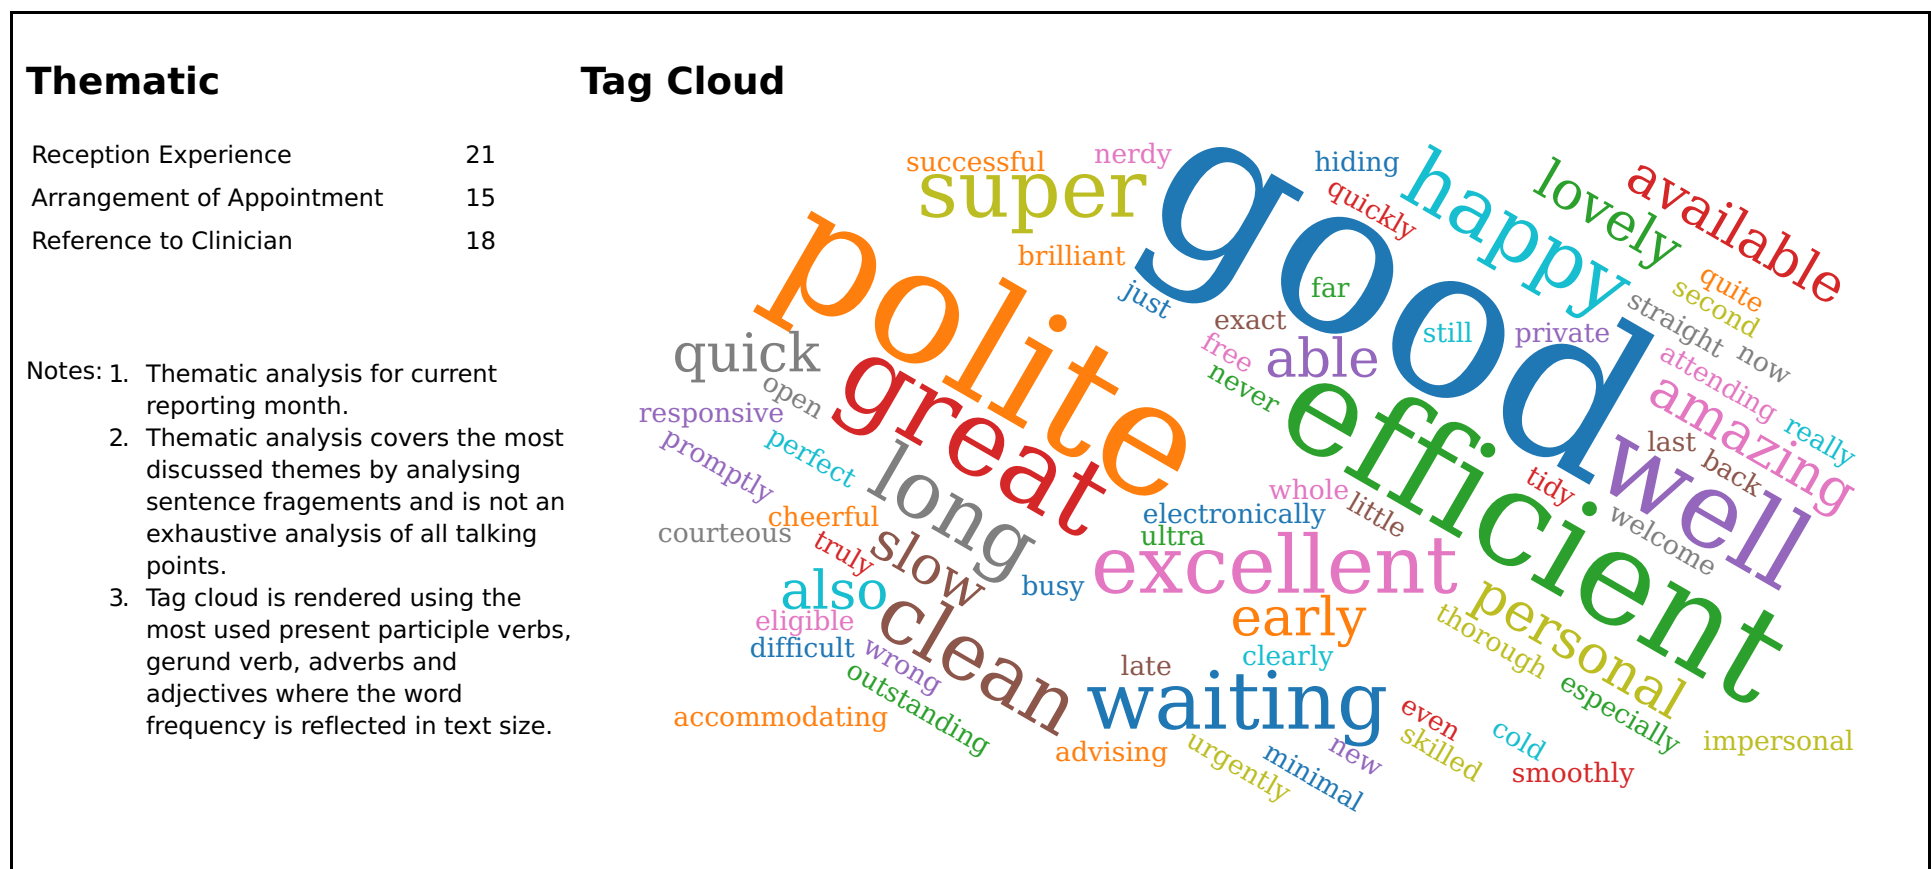 Thematic
Tag Cloud
Reception Experience 21
Arrangement of Appointment 15
Reference to Clinician 18
Notes: 1. Thematic analysis for current
reporting month.
2. Thematic analysis covers the most
discussed themes by analysing
sentence fragements and is not an
exhaustive analysis of all talking
points.
3. Tag cloud is rendered using the
most used present participle verbs,
gerund verb, adverbs and
adjectives where the word
frequency is reflected in text size.
successful
nerdy
super
good
hiding
quickly
happy
lovely
available
brilliant
just
far
quite
second
straight
now
polite
exact
still
private
free
able
never
attending
amazing
really
quick
open
great
responsive
promptly
perfect
long
efficient
last
back
well
tidy
welcome
whole
little
electronically
ultra
cheerful
courteous
truly
slow
excellent
busy
also
eligible
difficult
clean
wrong
outstanding
early
clearly
late
waiting
personal
thorough
especially
accommodating
advising
urgently
minimal
new
even
skilled
cold
smoothly
impersonal